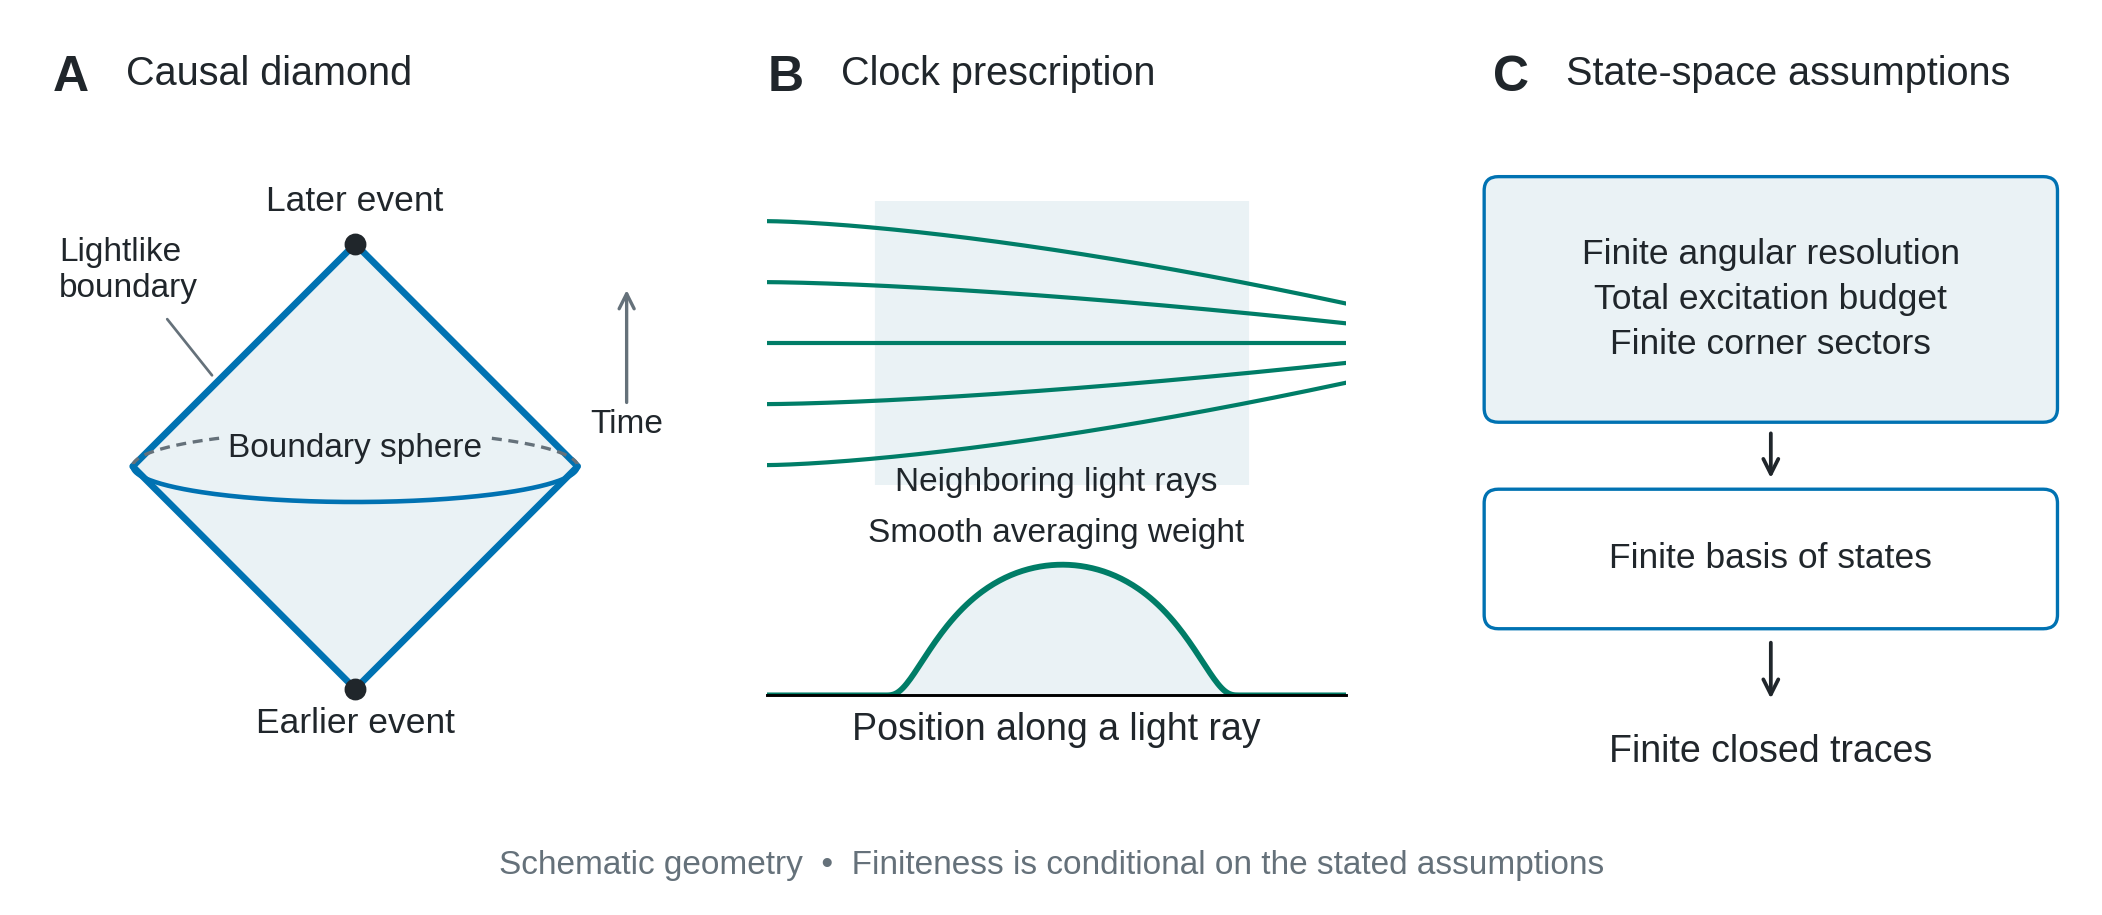 A Causal diamond
Later event
Lightlike
boundary
Time
Boundary sphere
Earlier event
B Clock prescription
Neighboring light rays
Smooth averaging weight
Position along a light ray
C State-space assumptions
Finite angular resolution
Total excitation budget
Finite corner sectors
Finite basis of states
Finite closed traces
Schematic geometry • Finiteness is conditional on the stated assumptions